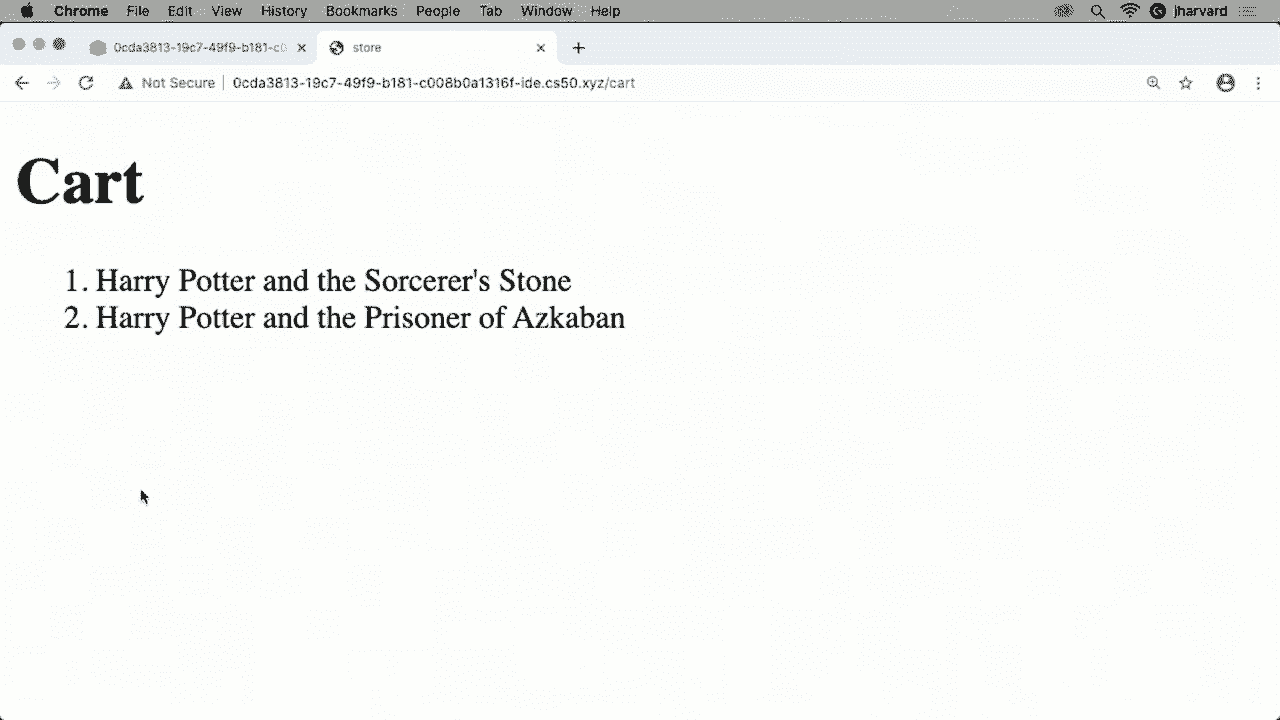 Chrome File Edit View History Bookmarks People Tab Window Help jharvard
0cda3813-19c7-49f9-b181-c0
store
Not Secure | 0cda3813-19c7-49f9-b181-c008b0a1316f-ide.cs50.xyz/cart
Cart
1. Harry Potter and the Sorcerer's Stone
2. Harry Potter and the Prisoner of Azkaban